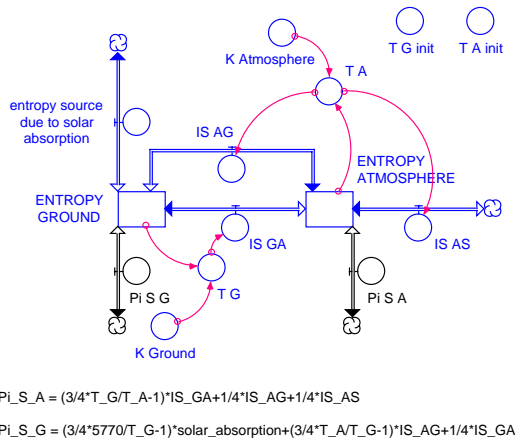 T G init
T A init
K Atmosphere
T A
entropy source
due to solar
absorption
IS AG
ENTROPY
ATMOSPHERE
ENTROPY
GROUND
IS GA
IS AS
T G
Pi S G
Pi S A
K Ground
Pi_S_A = (3/4*T_G/T_A-1)*IS_GA+1/4*IS_AG+1/4*IS_AS
Pi_S_G = (3/4*5770/T_G-1)*solar_absorption+(3/4*T_A/T_G-1)*IS_AG+1/4*IS_GA